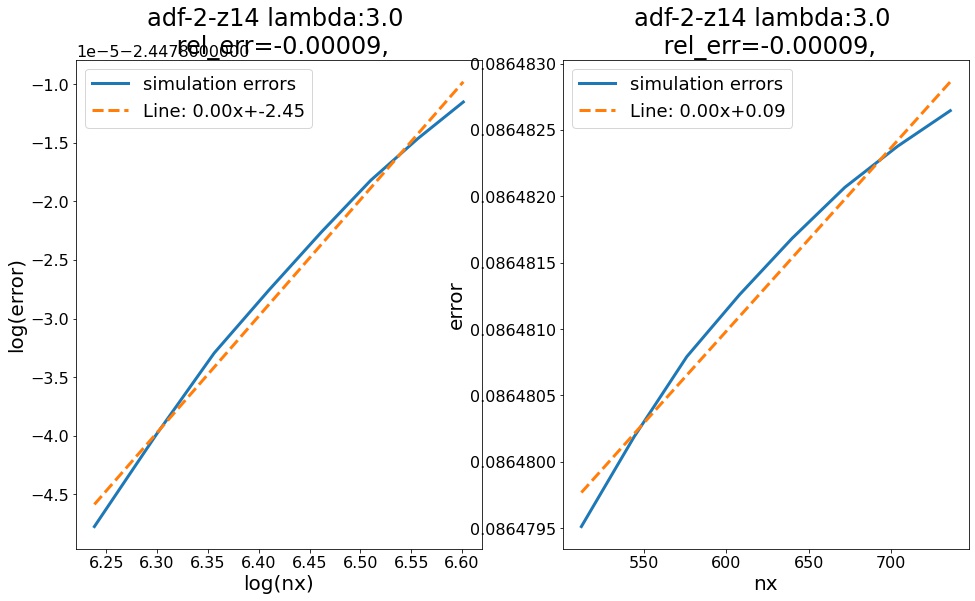 adf-2-z14 lambda:3.0
rel_err=-0.00009,
simulation errors
Line: 0.00x+-2.45
−1.0
−1.5
−2.0
−2.5
−3.0
−3.5
−4.0
−4.5
log(error)
6.25 6.30 6.35 6.40 6.45 6.50 6.55 6.60
log(nx)
adf-2-z14 lambda:3.0
rel_err=-0.00009,
simulation errors
Line: 0.00x+0.09
0.0864830
0.0864825
0.0864820
0.0864815
0.0864810
0.0864805
0.0864800
0.0864795
error
550 600 650 700
nx